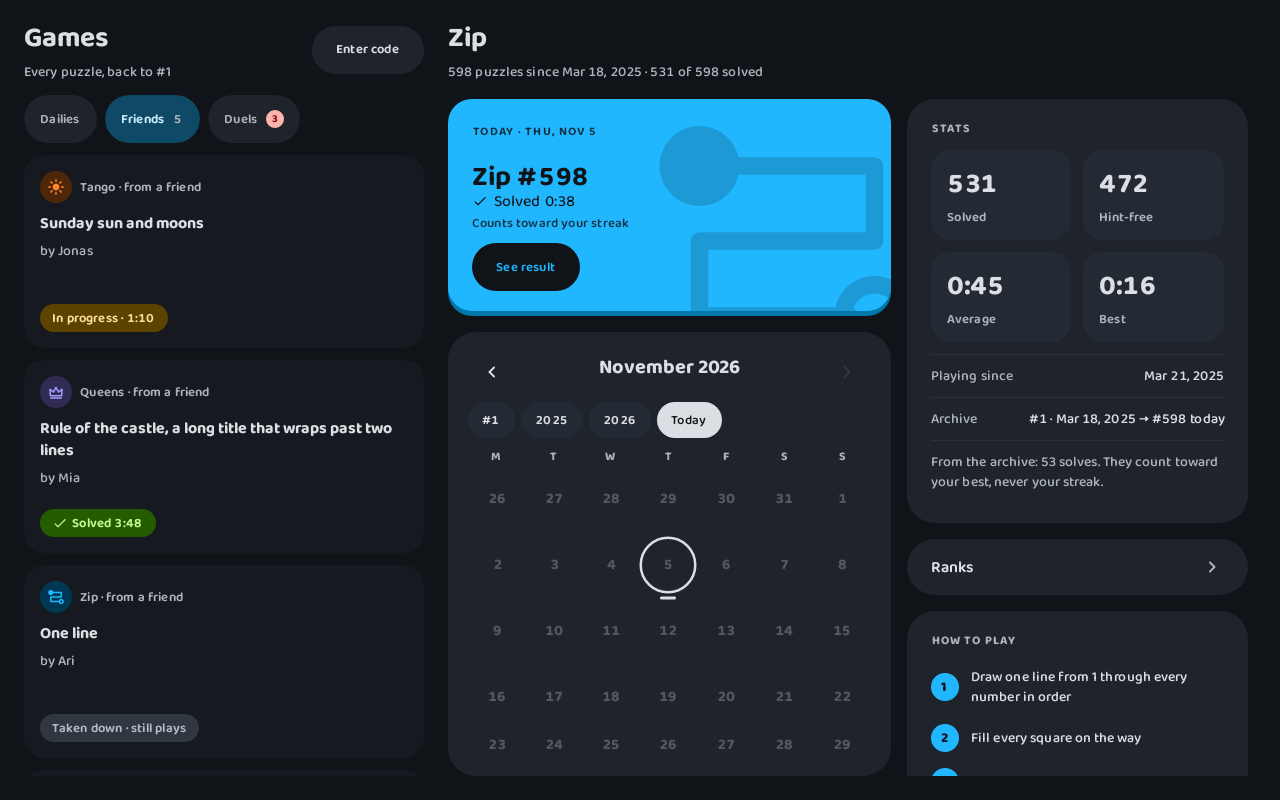 Games
Every puzzle, back to #1
Enter code
Dailies
Friends 5
Duels 3
Tango · from a friend
Sunday sun and moons
by Jonas
In progress · 1:10
Queens · from a friend
Rule of the castle, a long title that wraps past two
lines
by Mia
Solved 3:48
Zip · from a friend
One line
by Ari
Taken down · still plays
Zip
598 puzzles since Mar 18, 2025 · 531 of 598 solved
TODAY · THU, NOV 5
Zip #598
Solved 0:38
Counts toward your streak
See result
November 2026
#1 2025 2026 Today
M T W T F S S
26 27 28 29 30 31 1
2 3 4 5 6 7 8
9 10 11 12 13 14 15
16 17 18 19 20 21 22
23 24 25 26 27 28 29
STATS
531
Solved
472
Hint-free
0:45
Average
0:16
Best
Playing since Mar 21, 2025
Archive #1 · Mar 18, 2025 → #598 today
From the archive: 53 solves. They count toward
your best, never your streak.
Ranks
HOW TO PLAY
1 Draw one line from 1 through every
number in order
2 Fill every square on the way